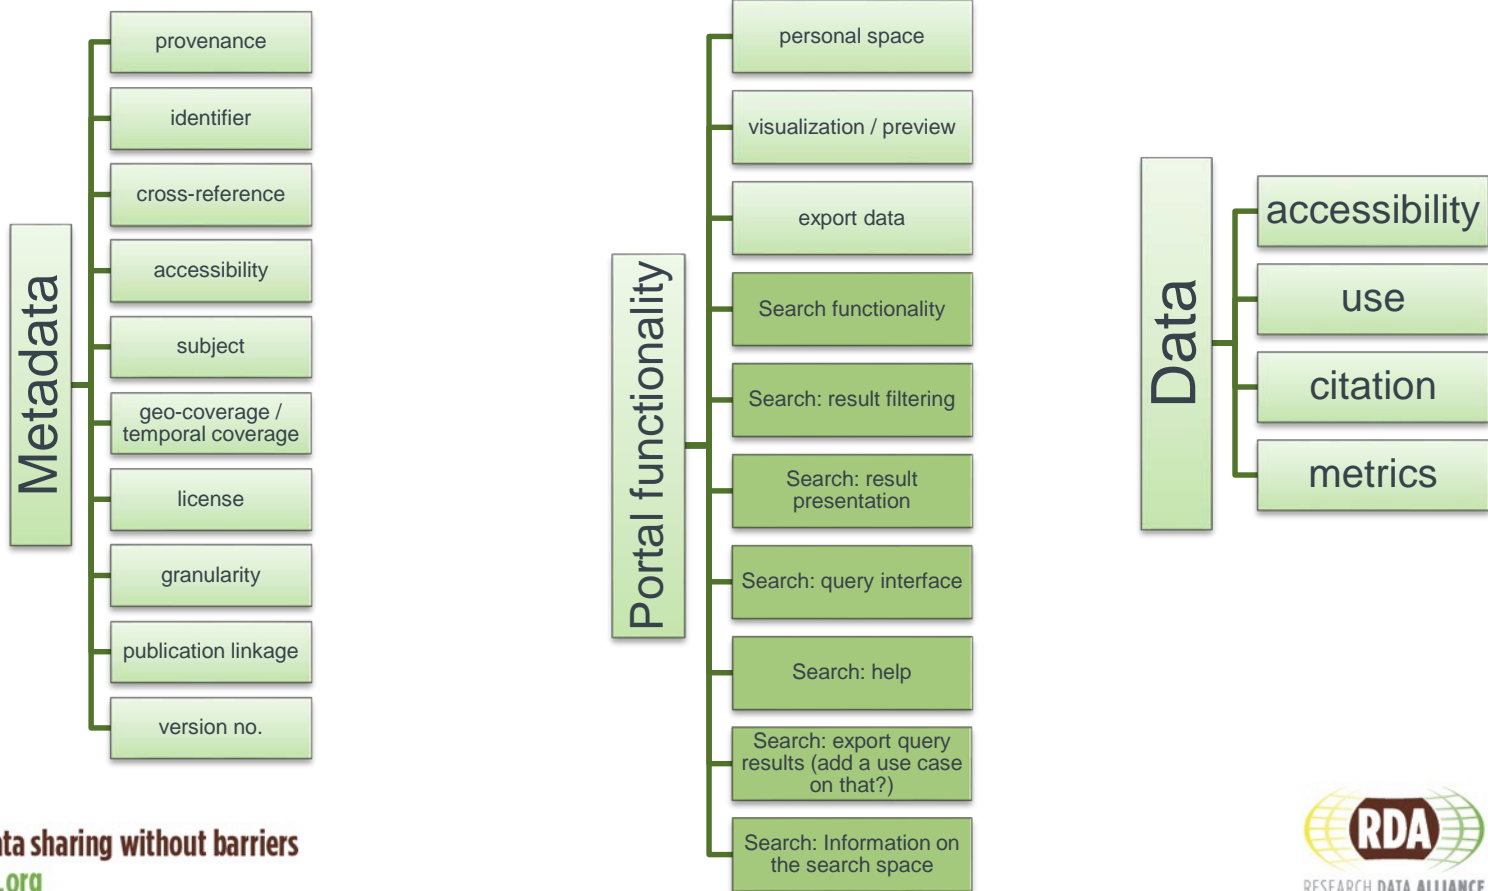 Metadata
provenance
identifier
cross-reference
accessibility
subject
geo-coverage /
temporal coverage
license
granularity
publication linkage
version no.
Portal functionality
personal space
visualization / preview
export data
Search functionality
Search: result filtering
Search: result
presentation
Search: query interface
Search: help
Search: export query
results (add a use case
on that?)
Search: Information on
the search space
Data
accessibility
use
citation
metrics
sharing without barriers
.org
RDA
RESEARCH DATA ALLIANCE